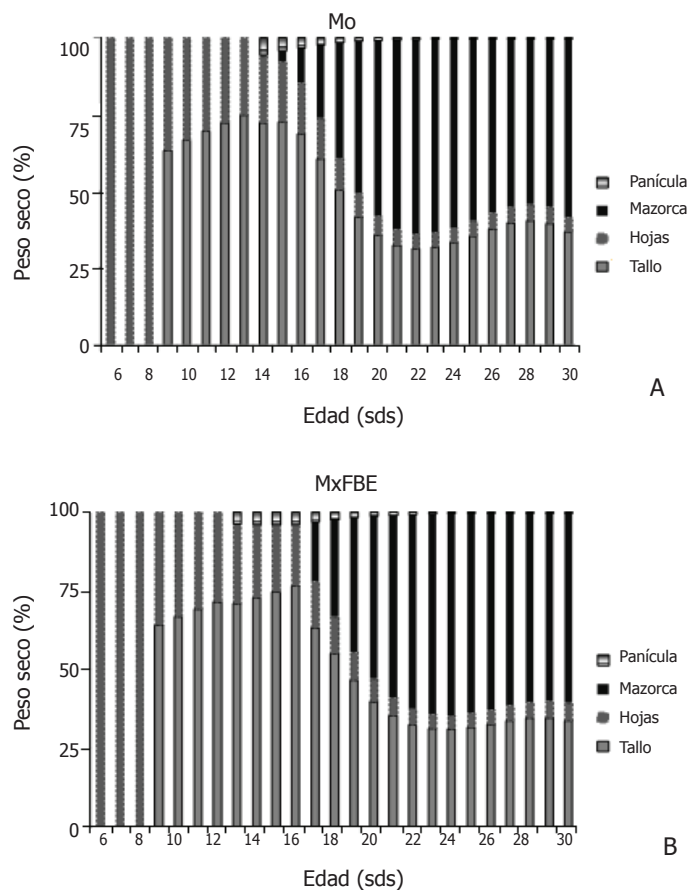 Mo
100
75
50
25
0
Peso seco (%)
6 8 10 12 14 16 18 20 22 24 26 28 30
Edad (sds)
Panícula
Mazorca
Hojas
Tallo
A
MxFBE
100
75
50
25
0
Peso seco (%)
6 8 10 12 14 16 18 20 22 24 26 28 30
Edad (sds)
Panícula
Mazorca
Hojas
Tallo
B